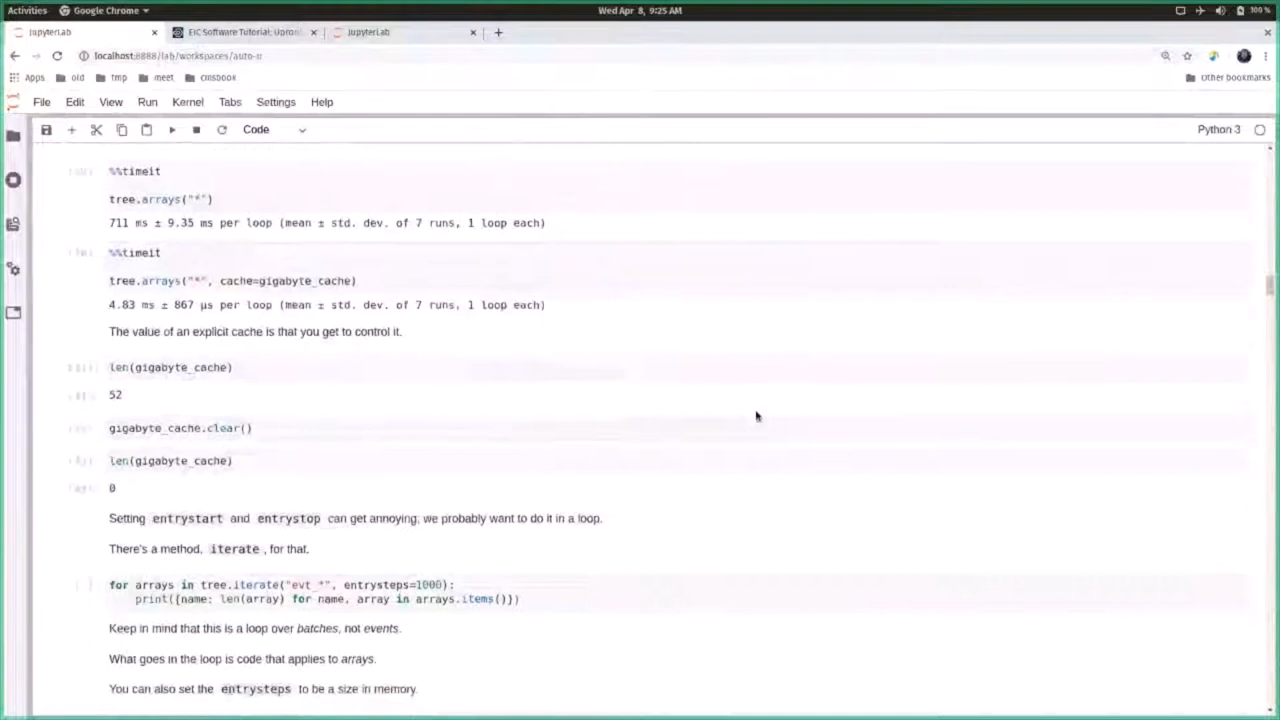 Activities
Google Chrome
Wed Apr 8, 9:25 AM
100 %
JupyterLab
EIC Software Tutorial: Uproot
JupyterLab
localhost:8888/lab/workspaces/auto-r
Apps
old
tmp
meet
cmsbook
Other bookmarks
File Edit View Run Kernel Tabs Settings Help
Code
Python 3
%%timeit
tree.arrays("*")
711 ms ± 9.35 ms per loop (mean ± std. dev. of 7 runs, 1 loop each)
%%timeit
tree.arrays("*", cache=gigabyte_cache)
4.83 ms ± 867 µs per loop (mean ± std. dev. of 7 runs, 1 loop each)
The value of an explicit cache is that you get to control it.
len(gigabyte_cache)
52
gigabyte_cache.clear()
len(gigabyte_cache)
0
Setting entrystart and entrystop can get annoying; we probably want to do it in a loop.
There's a method, iterate, for that.
for arrays in tree.iterate("evt_*", entrysteps=1000):
print({name: len(array) for name, array in arrays.items()})
Keep in mind that this is a loop over batches, not events.
What goes in the loop is code that applies to arrays.
You can also set the entrysteps to be a size in memory.